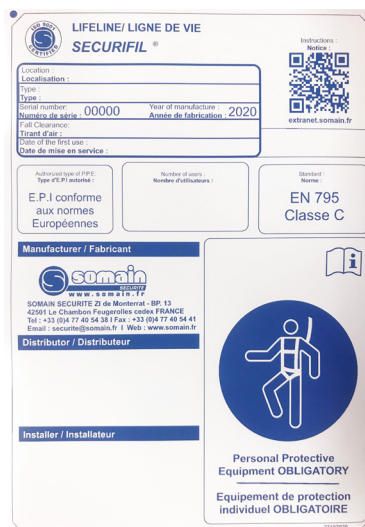 ISO 9001
CERTIFIED
LIFELINE/ LIGNE DE VIE
SECURIFIL ®
Instructions :
Notice :
extranet.somain.fr
Location :
Localisation :
Type :
Type :
Serial number:
Numéro de série : 00000
Year of manufacture :
Année de fabrication : 2020
Fall Clearance:
Tirant d'air :
Date of the first use :
Date de mise en service :
Authorized type of P.P.E:
Type d'E.P.I autorisé :
E.P.I conforme
aux normes
Européennes
Number of users :
Nombre d'utilisateurs :
Standard :
Norme :
EN 795
Classe C
Manufacturer / Fabricant
somain
SECURITE
www.somain.fr
SOMAIN SECURITE ZI de Monterrat - BP. 13
42501 Le Chambon Feugerolles cedex FRANCE
Tel : +33 (0)4 77 40 54 38 I Fax : +33 (0)4 77 40 54 41
Email : securite@somain.fr I Web : www.somain.fr
Distributor / Distributeur
Installer / Installateur
i
Personal Protective
Equipment OBLIGATORY
Equipement de protection
individuel OBLIGATOIRE